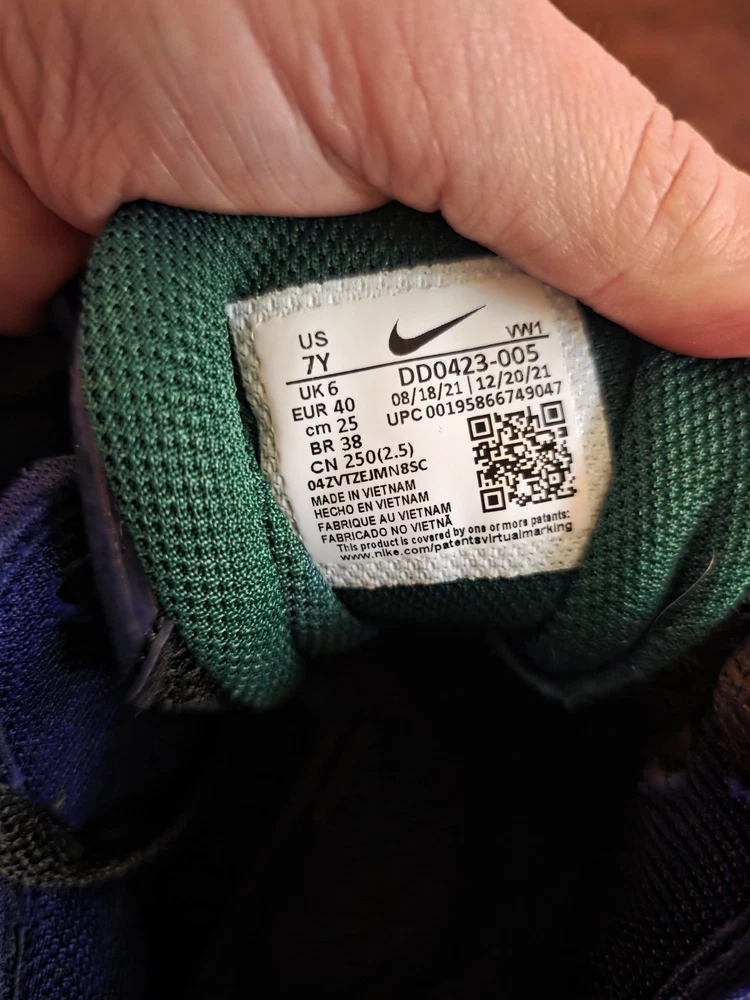 US
7Y
VW1
UK 6
EUR 40
cm 25
BR 38
CN 250(2.5)
DD0423-005
08/18/21 | 12/20/21
UPC 00195866749047
04ZVTZEJMN8SC
MADE IN VIETNAM
HECHO EN VIETNAM
FABRIQUE AU VIETNAM
FABRICADO NO VIETNÃ
This product is covered by one or more patents:
www.nike.com/patentsvirtualmarking